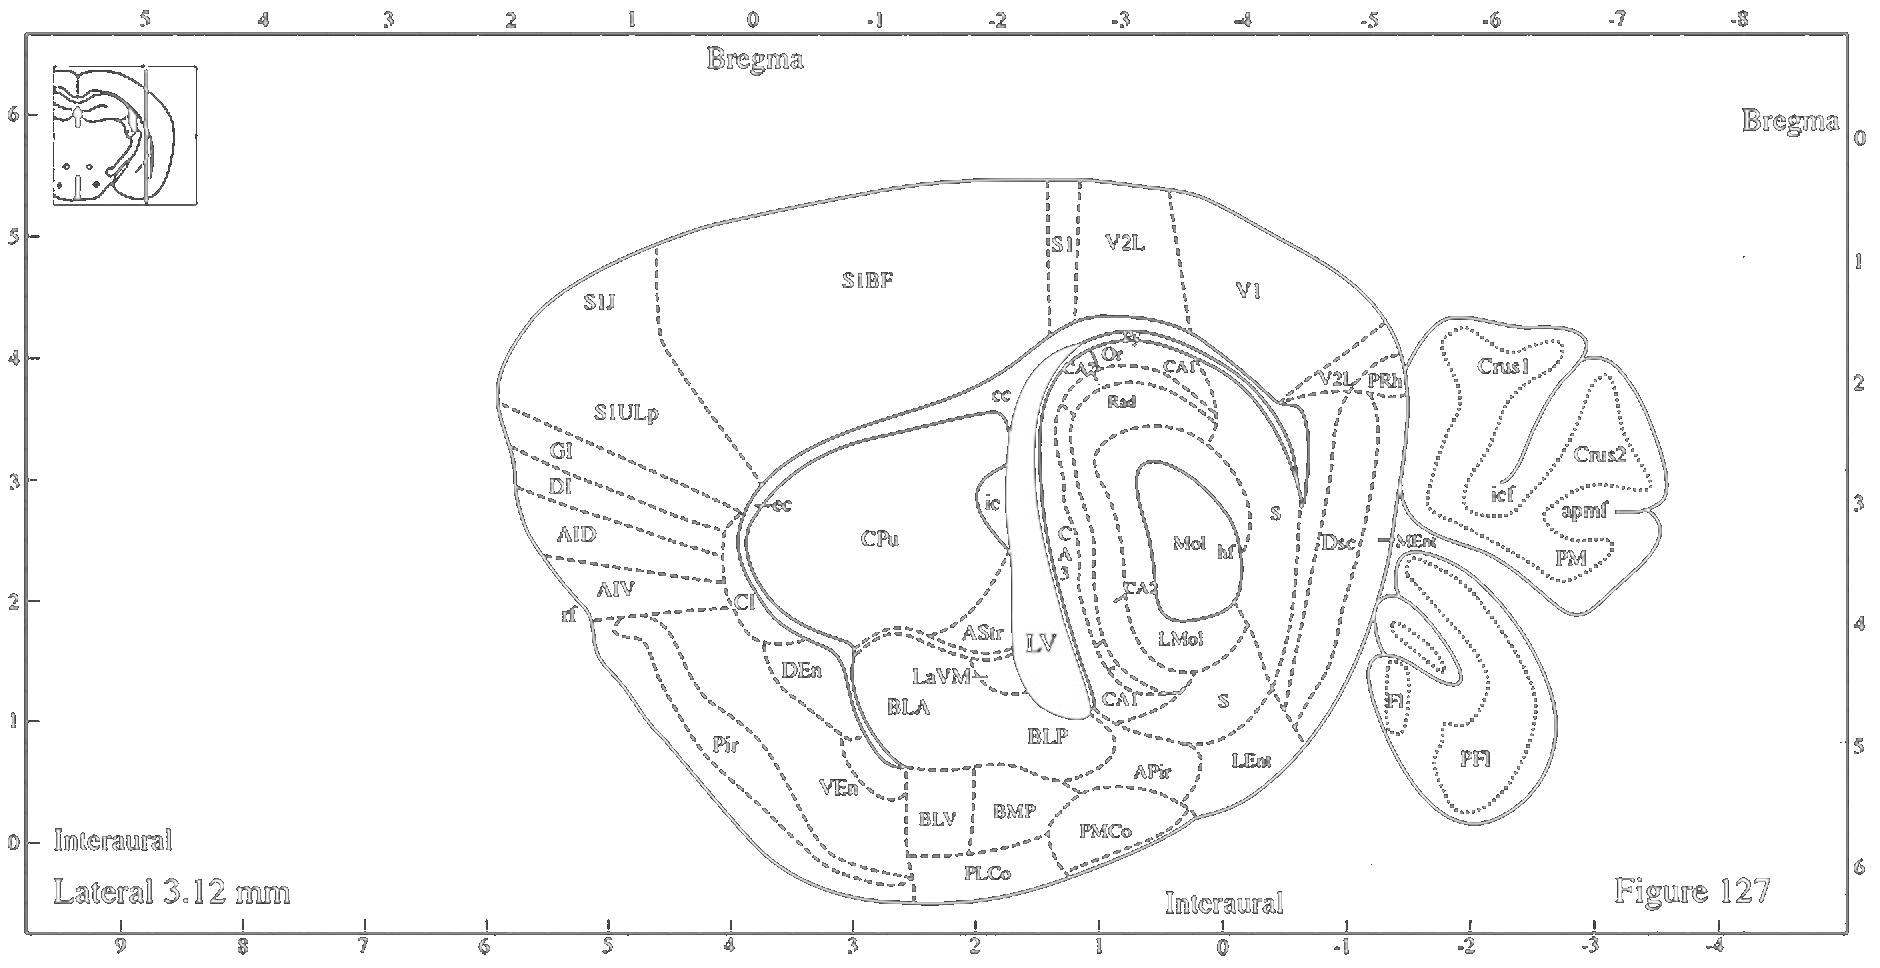 5 4 3 2 1 0 -1 -2 -3 -4 -5 -6 -7 -8
Bregma
6
Bregma
0
5
S1 V2L
1
S1BF
S1J
V1
4
Or
CA1
Crus1
V2L PRh
2
cc
Rad
S1ULp
GI
Crus2
3
DI
ec
ic
icf
3
apmf
S
AID
CPu
CA3
Mol hf
Dsc
MEnt
PM
AIV
CA2
2
Cl
rf
4
AStr
LV
LMol
DEn
LaVM
BLA
CA1
S
Fl
1
Pir
BLP
5
LEnt
PFl
APir
VEn
BLV
BMP
PMCo
0
Interaural
PLCo
6
Lateral 3.12 mm
Interaural
Figure 127
9 8 7 6 5 4 3 2 1 0 -1 -2 -3 -4